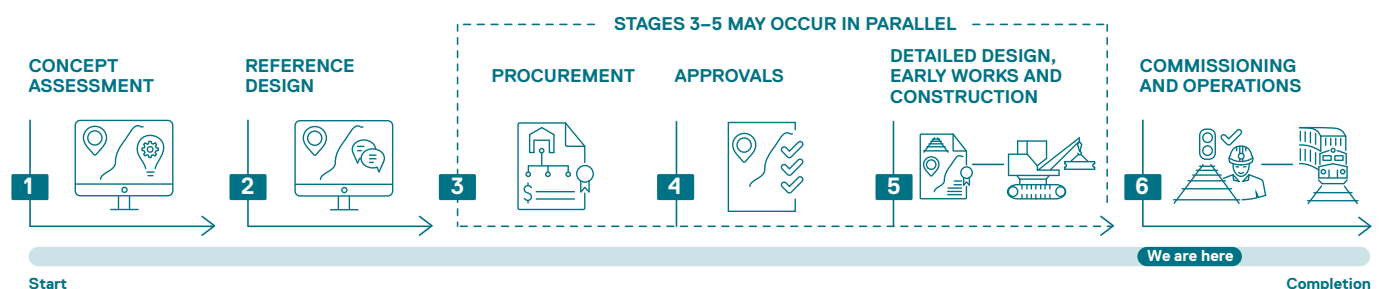 STAGES 3–5 MAY OCCUR IN PARALLEL
CONCEPT
ASSESSMENT
1
REFERENCE
DESIGN
2
PROCUREMENT
$
3
APPROVALS
4
DETAILED DESIGN,
EARLY WORKS AND
CONSTRUCTION
5
COMMISSIONING
AND OPERATIONS
6
We are here
Start
Completion